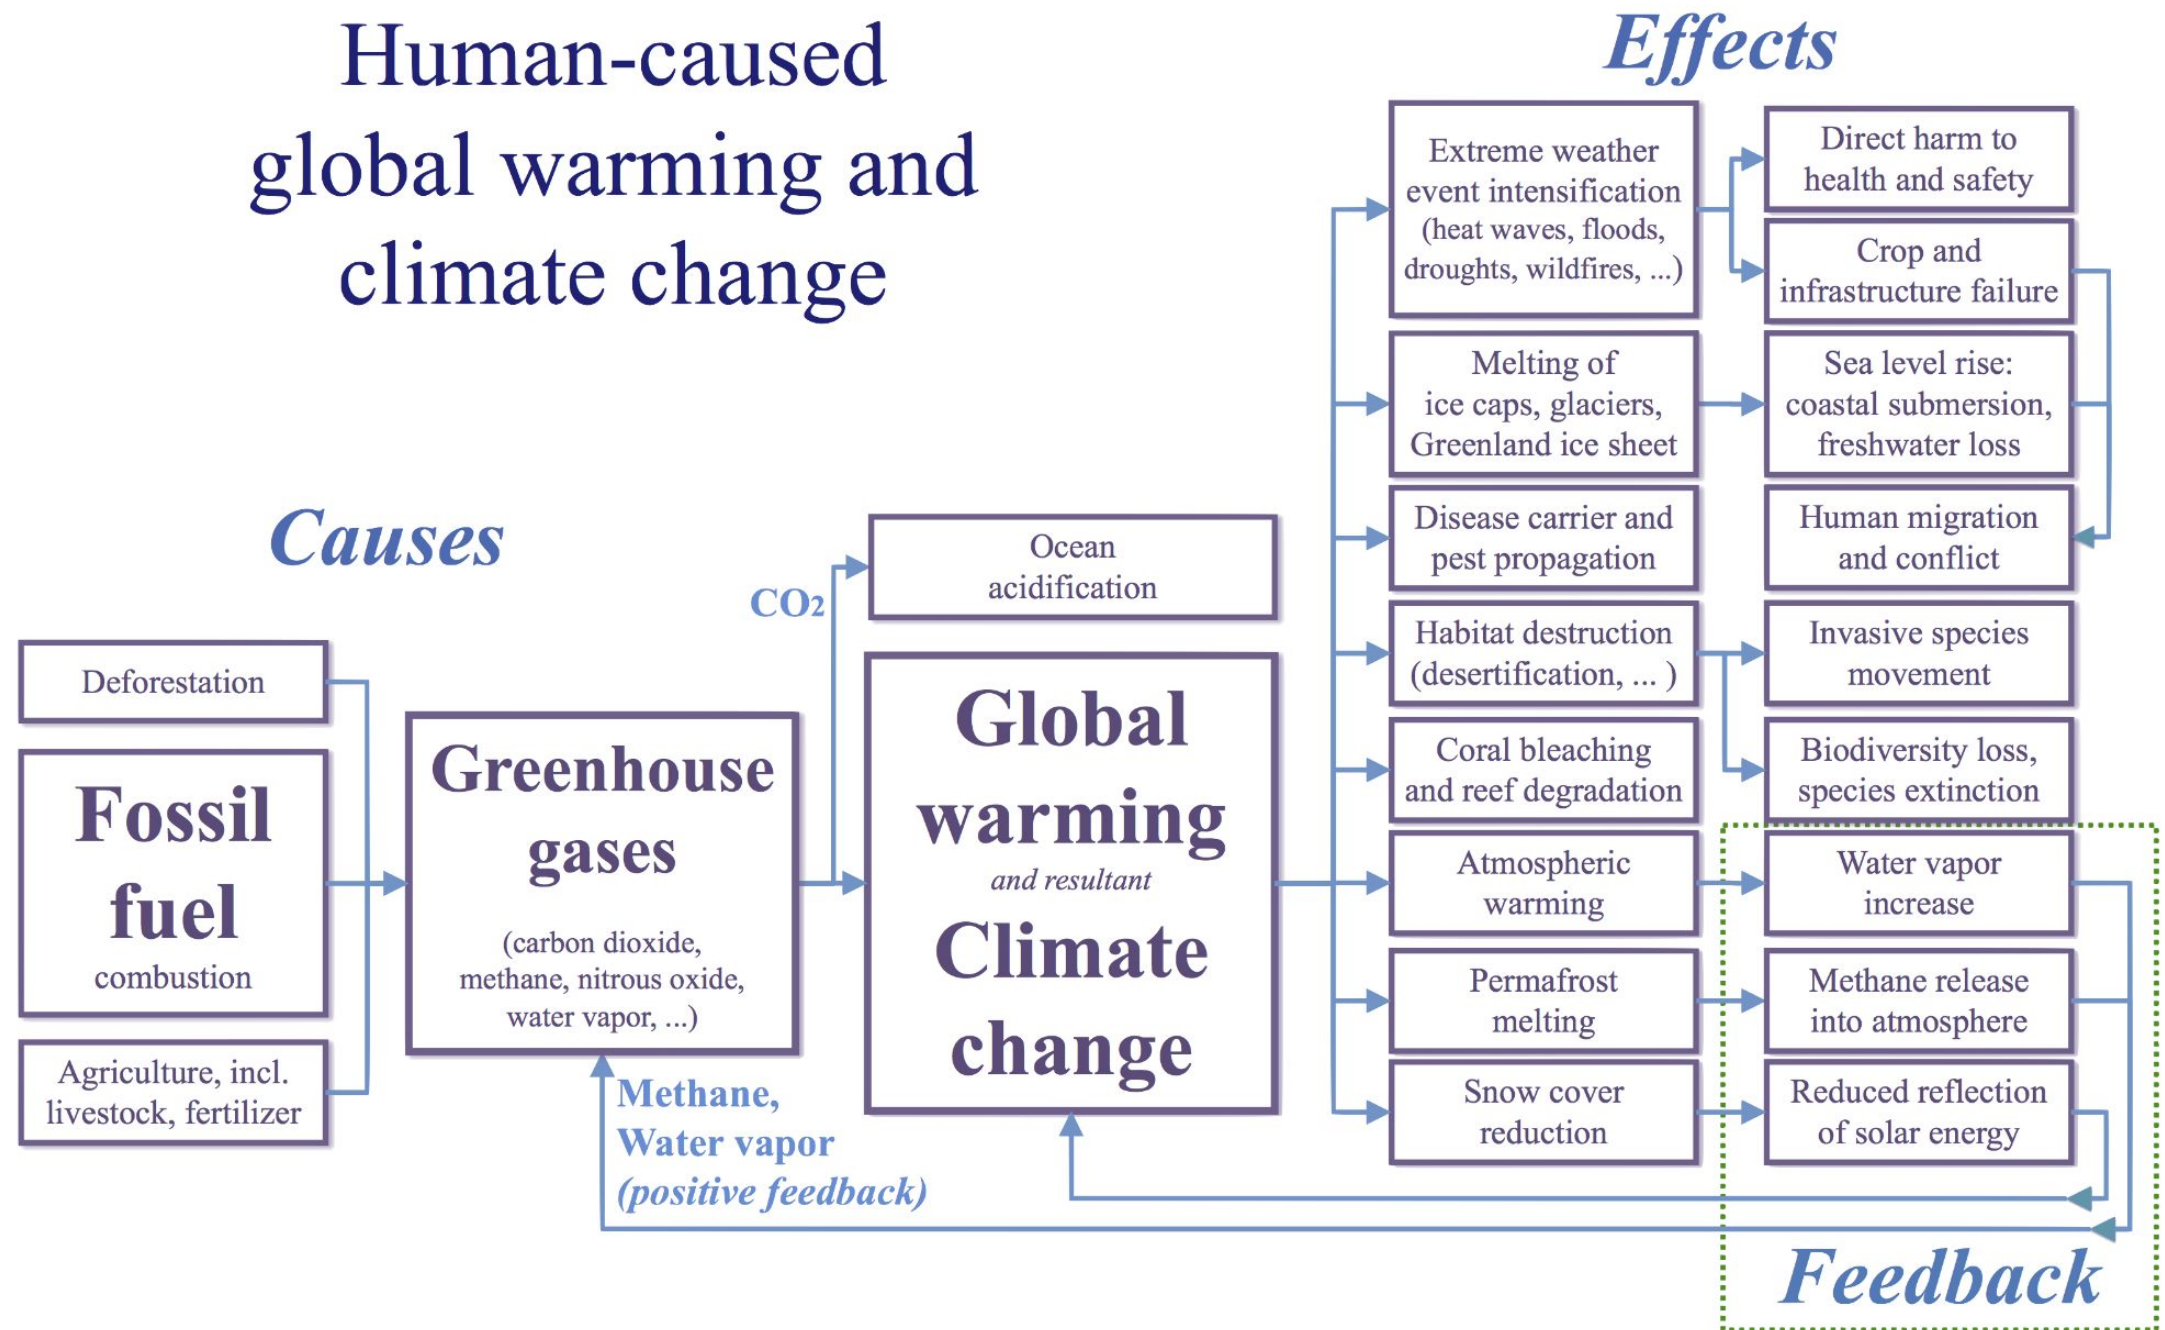 Human-caused
global warming and
climate change
Causes
Deforestation
Fossil
fuel
combustion
Agriculture, incl.
livestock, fertilizer
Greenhouse
gases
(carbon dioxide,
methane, nitrous oxide,
water vapor, ...)
CO₂
Ocean
acidification
Global
warming
and resultant
Climate
change
Methane,
Water vapor
(positive feedback)
Effects
Extreme weather
event intensification
(heat waves, floods,
droughts, wildfires, ...)
Direct harm to
health and safety
Crop and
infrastructure failure
Melting of
ice caps, glaciers,
Greenland ice sheet
Sea level rise:
coastal submersion,
freshwater loss
Disease carrier and
pest propagation
Human migration
and conflict
Habitat destruction
(desertification, ... )
Invasive species
movement
Coral bleaching
and reef degradation
Biodiversity loss,
species extinction
Atmospheric
warming
Water vapor
increase
Permafrost
melting
Methane release
into atmosphere
Snow cover
reduction
Reduced reflection
of solar energy
Feedback